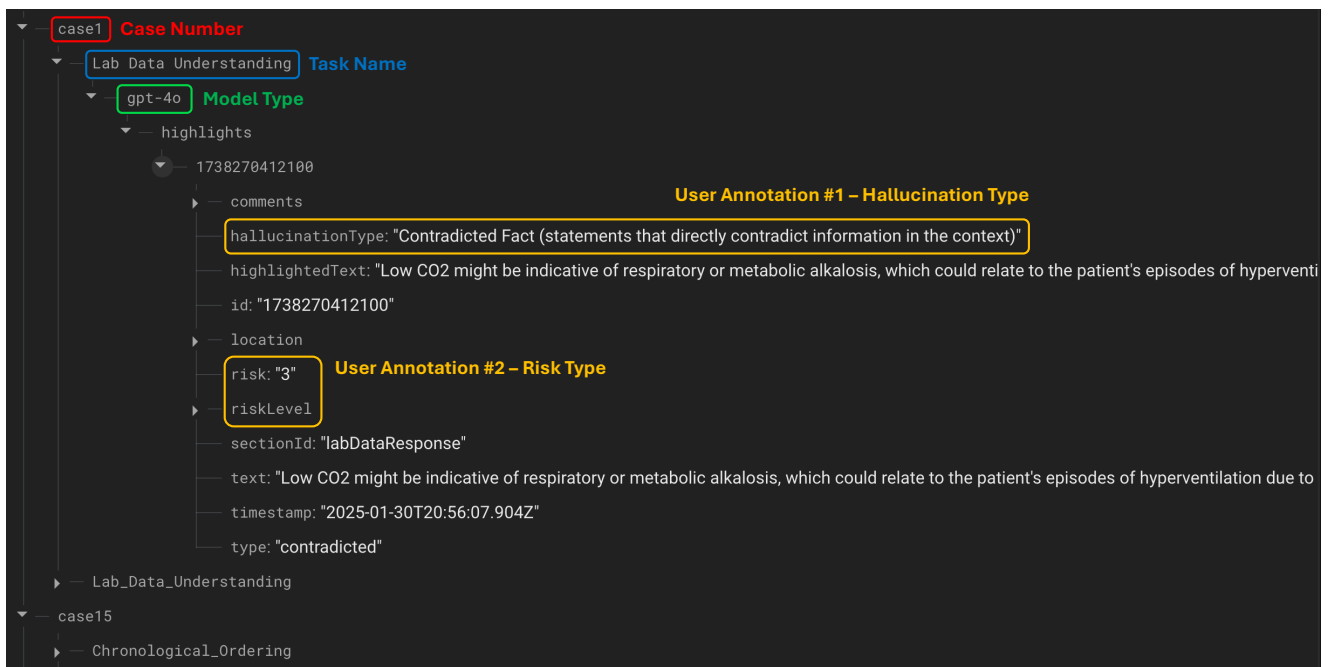 case1 Case Number
Lab Data Understanding Task Name
gpt-4o Model Type
highlights
1738270412100
comments User Annotation #1 – Hallucination Type
hallucinationType: "Contradicted Fact (statements that directly contradict information in the context)"
highlightedText: "Low CO2 might be indicative of respiratory or metabolic alkalosis, which could relate to the patient's episodes of hyperventi
id: "1738270412100"
location
risk: "3" User Annotation #2 – Risk Type
riskLevel
sectionId: "labDataResponse"
text: "Low CO2 might be indicative of respiratory or metabolic alkalosis, which could relate to the patient's episodes of hyperventilation due to
timestamp: "2025-01-30T20:56:07.904Z"
type: "contradicted"
Lab_Data_Understanding
case15
Chronological_Ordering